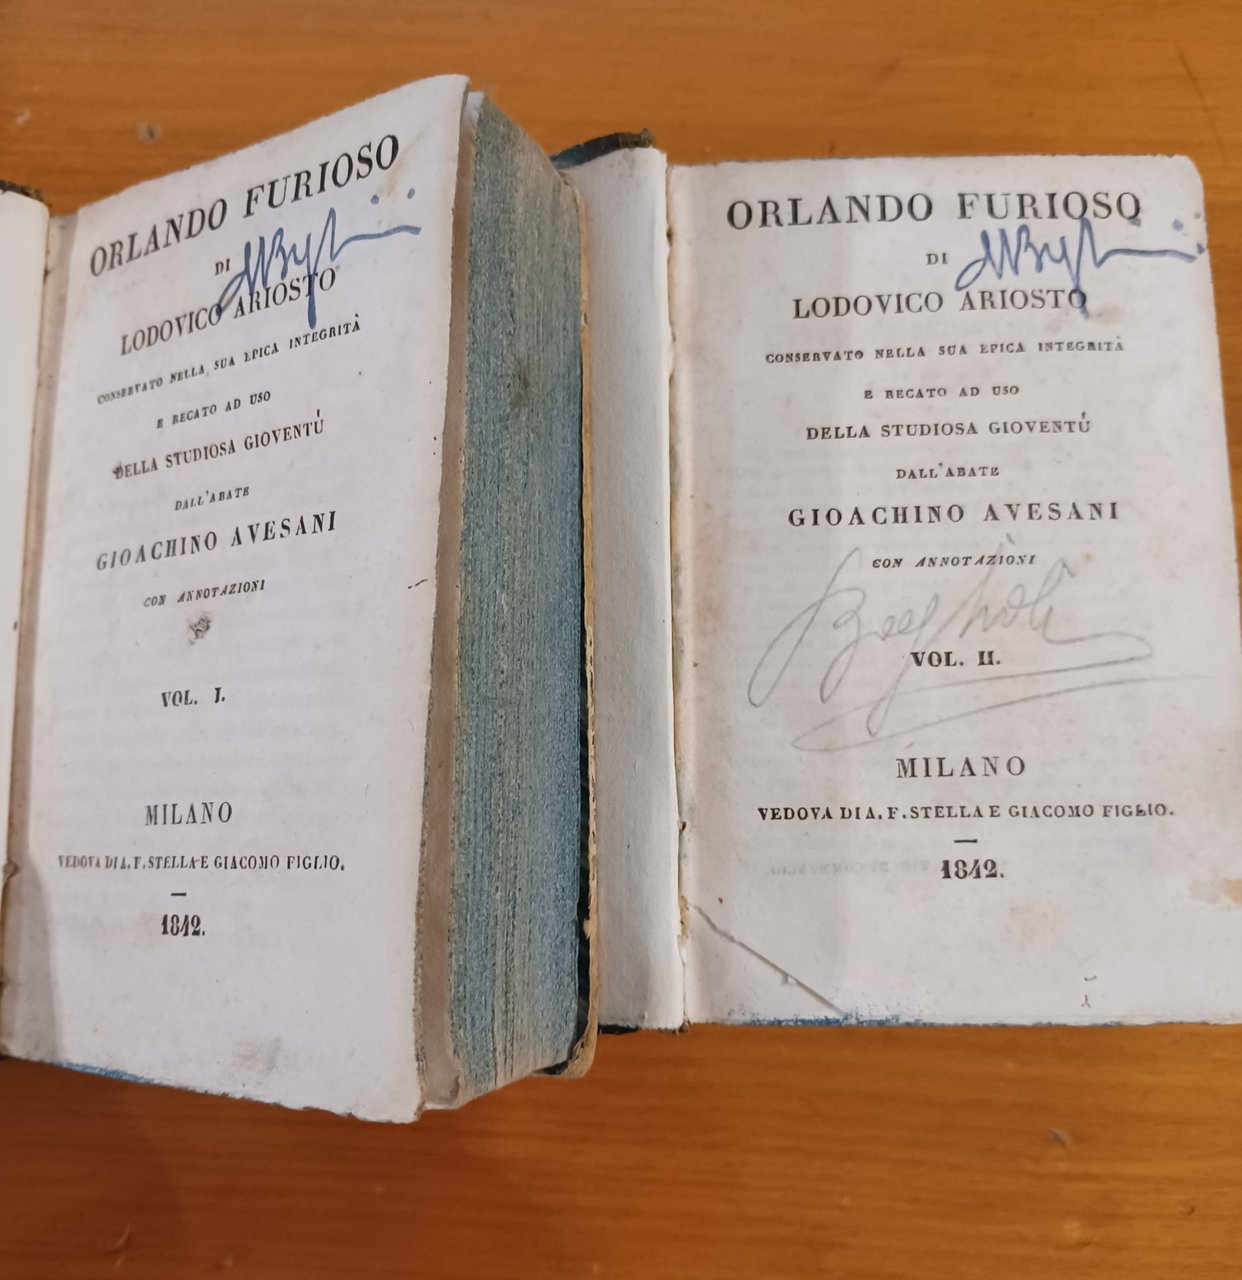 ORLANDO FURIOSO
DI
LODOVICO ARIOSTO
CONSERVATO NELLA SUA EPICA INTEGRITÀ
E RECATO AD USO
DELLA STUDIOSA GIOVENTÙ
DALL'ABATE
GIOACHINO AVESANI
CON ANNOTAZIONI
VOL. I.
MILANO
VEDOVA DI A. F. STELLA E GIACOMO FIGLIO.
1842.
ORLANDO FURIOSO
DI
LODOVICO ARIOSTO
CONSERVATO NELLA SUA EPICA INTEGRITÀ
E RECATO AD USO
DELLA STUDIOSA GIOVENTÙ
DALL'ABATE
GIOACHINO AVESANI
CON ANNOTAZIONI
VOL. II.
MILANO
VEDOVA DI A. F. STELLA E GIACOMO FIGLIO.
1842.